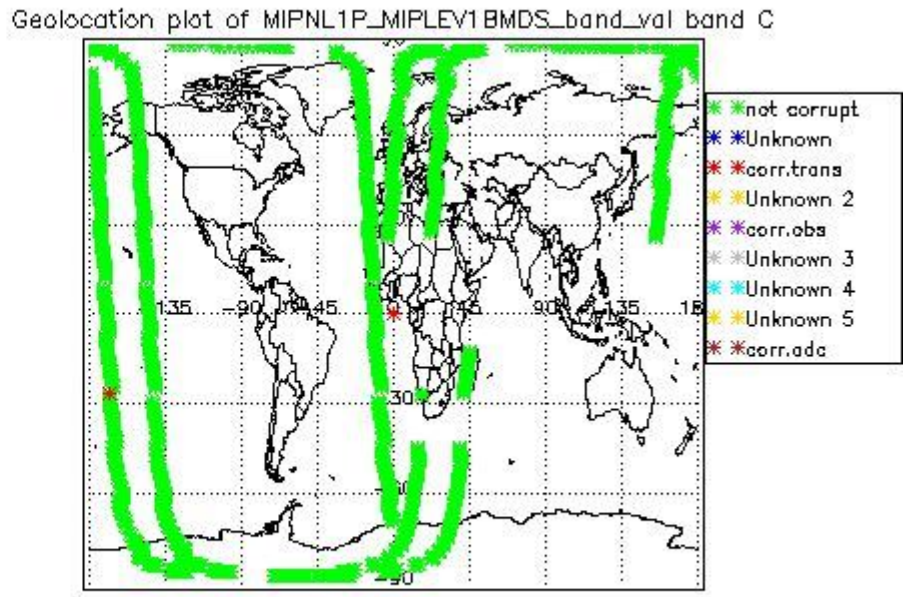 Geolocation plot of MIPNL1P_MIPLEV1BMDS_band_val band C
not corrupt
Unknown
corr.trans
Unknown 2
corr.obs
Unknown 3
Unknown 4
Unknown 5
corr.adc
135 -90 45 45 90 135 18
30
-90